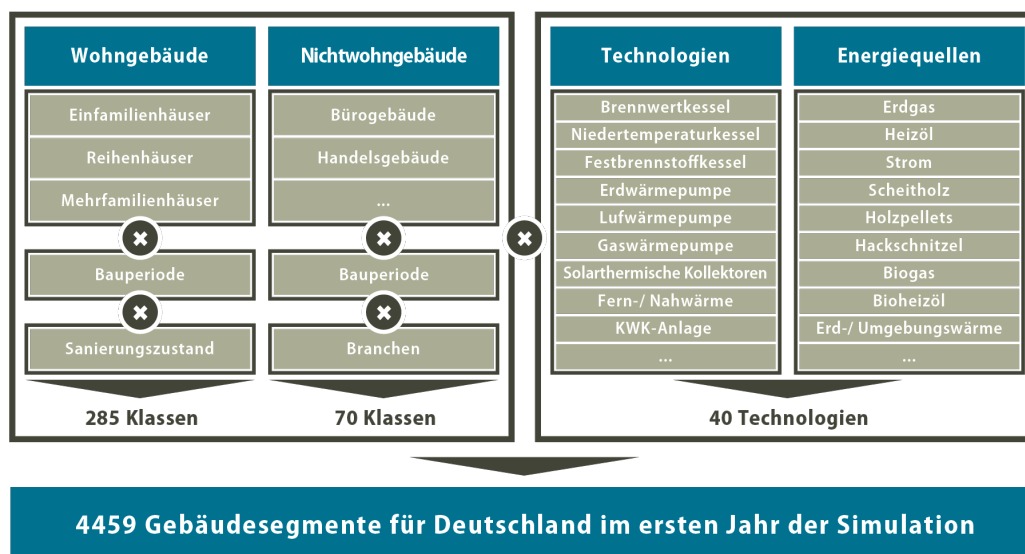 Wohngebäude
Einfamilienhäuser
Reihenhäuser
Mehrfamilienhäuser
Bauperiode
Sanierungszustand
285 Klassen
Nichtwohngebäude
Bürogebäude
Handelsgebäude
...
Bauperiode
Branchen
70 Klassen
Technologien
Brennwertkessel
Niedertemperaturkessel
Festbrennstoffkessel
Erdwärmepumpe
Lufwärmepumpe
Gaswärmepumpe
Solarthermische Kollektoren
Fern-/ Nahwärme
KWK-Anlage
...
Energiequellen
Erdgas
Heizöl
Strom
Scheitholz
Holzpellets
Hackschnitzel
Biogas
Bioheizöl
Erd-/ Umgebungswärme
...
40 Technologien
4459 Gebäudesegmente für Deutschland im ersten Jahr der Simulation